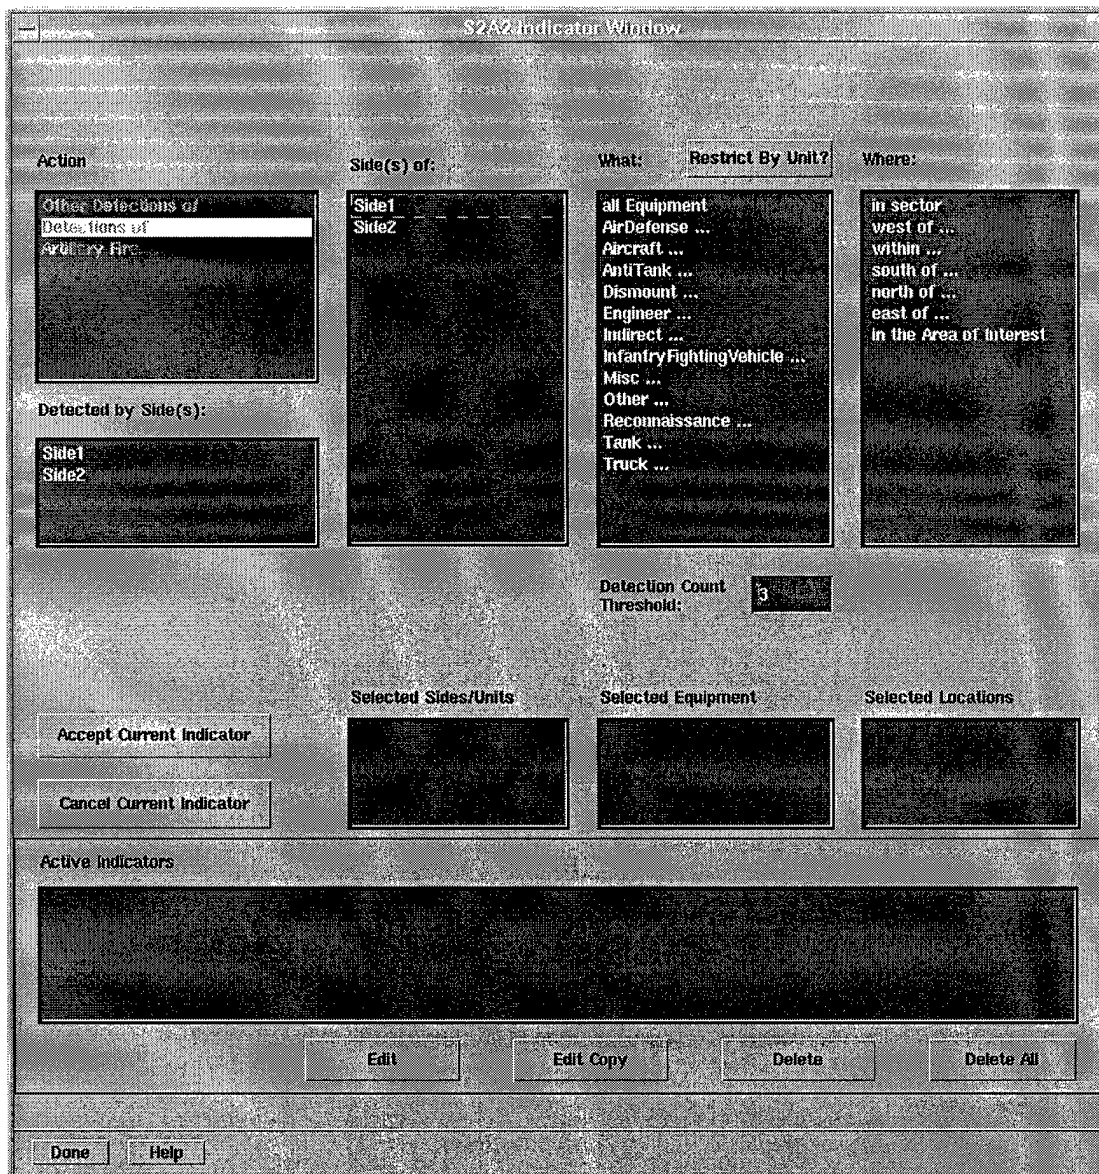 S2A2 Indicator Window
Action
Side(s) of:
What:
Restrict By Unit?
Where:
Other Detections of
Detections of
Artillery Fire
Side1
Side2
all Equipment
AirDefense ...
Aircraft ...
AntiTank ...
Dismount ...
Engineer ...
Indirect ...
InfantryFightingVehicle ...
Misc ...
Other ...
Reconnaissance ...
Tank ...
Truck ...
in sector
west of ...
within ...
south of ...
north of ...
east of ...
in the Area of Interest
Detected by Side(s):
Side1
Side2
Detection Count
Threshold:
3
Selected Sides/Units
Selected Equipment
Selected Locations
Accept Current Indicator
Cancel Current Indicator
Active Indicators
Edit
Edit Copy
Delete
Delete All
Done
Help